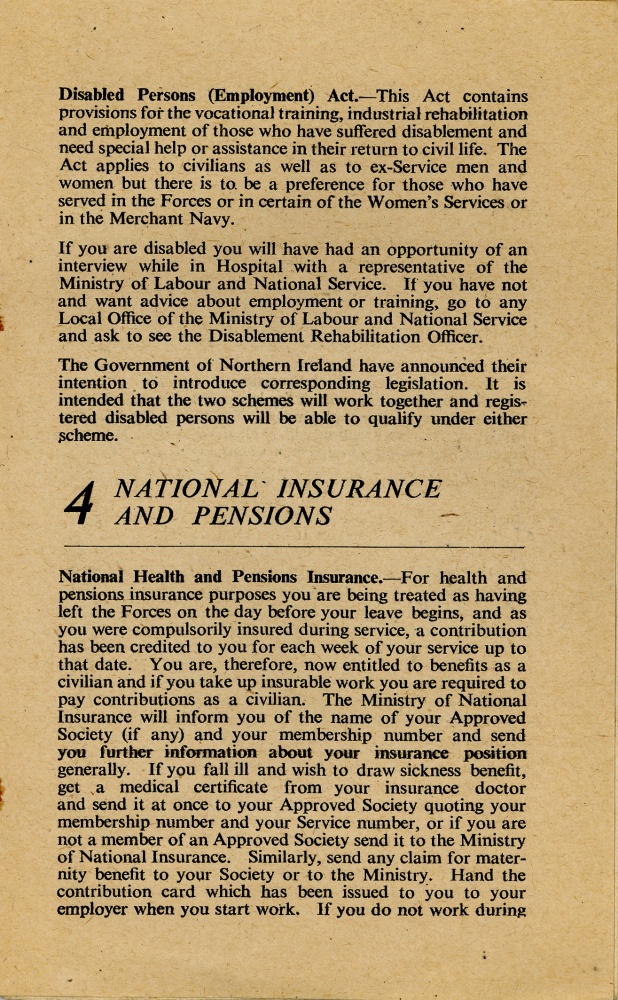 Disabled Persons (Employment) Act.—This Act contains
provisions for the vocational training, industrial rehabilitation
and employment of those who have suffered disablement and
need special help or assistance in their return to civil life. The
Act applies to civilians as well as to ex-Service men and
women but there is to be a preference for those who have
served in the Forces or in certain of the Women's Services or
in the Merchant Navy.
If you are disabled you will have had an opportunity of an
interview while in Hospital with a representative of the
Ministry of Labour and National Service. If you have not
and want advice about employment or training, go to any
Local Office of the Ministry of Labour and National Service
and ask to see the Disablement Rehabilitation Officer.
The Government of Northern Ireland have announced their
intention to introduce corresponding legislation. It is
intended that the two schemes will work together and regis-
tered disabled persons will be able to qualify under either
scheme.
4 NATIONAL INSURANCE
AND PENSIONS
National Health and Pensions Insurance.—For health and
pensions insurance purposes you are being treated as having
left the Forces on the day before your leave begins, and as
you were compulsorily insured during service, a contribution
has been credited to you for each week of your service up to
that date. You are, therefore, now entitled to benefits as a
civilian and if you take up insurable work you are required to
pay contributions as a civilian. The Ministry of National
Insurance will inform you of the name of your Approved
Society (if any) and your membership number and send
you further information about your insurance position
generally. If you fall ill and wish to draw sickness benefit,
get a medical certificate from your insurance doctor
and send it at once to your Approved Society quoting your
membership number and your Service number, or if you are
not a member of an Approved Society send it to the Ministry
of National Insurance. Similarly, send any claim for mater-
nity benefit to your Society or to the Ministry. Hand the
contribution card which has been issued to you to your
employer when you start work. If you do not work during